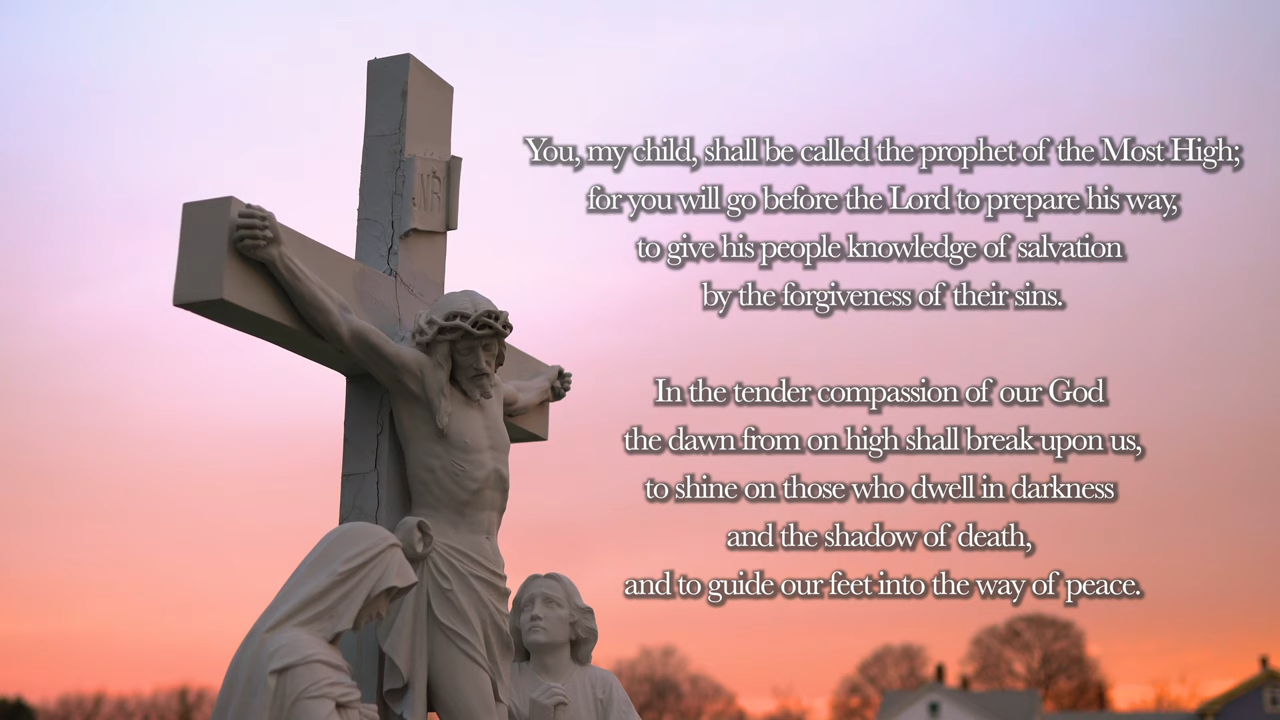 INRI
You, my child, shall be called the prophet of the Most High;
for you will go before the Lord to prepare his way,
to give his people knowledge of salvation
by the forgiveness of their sins.
In the tender compassion of our God
the dawn from on high shall break upon us,
to shine on those who dwell in darkness
and the shadow of death,
and to guide our feet into the way of peace.